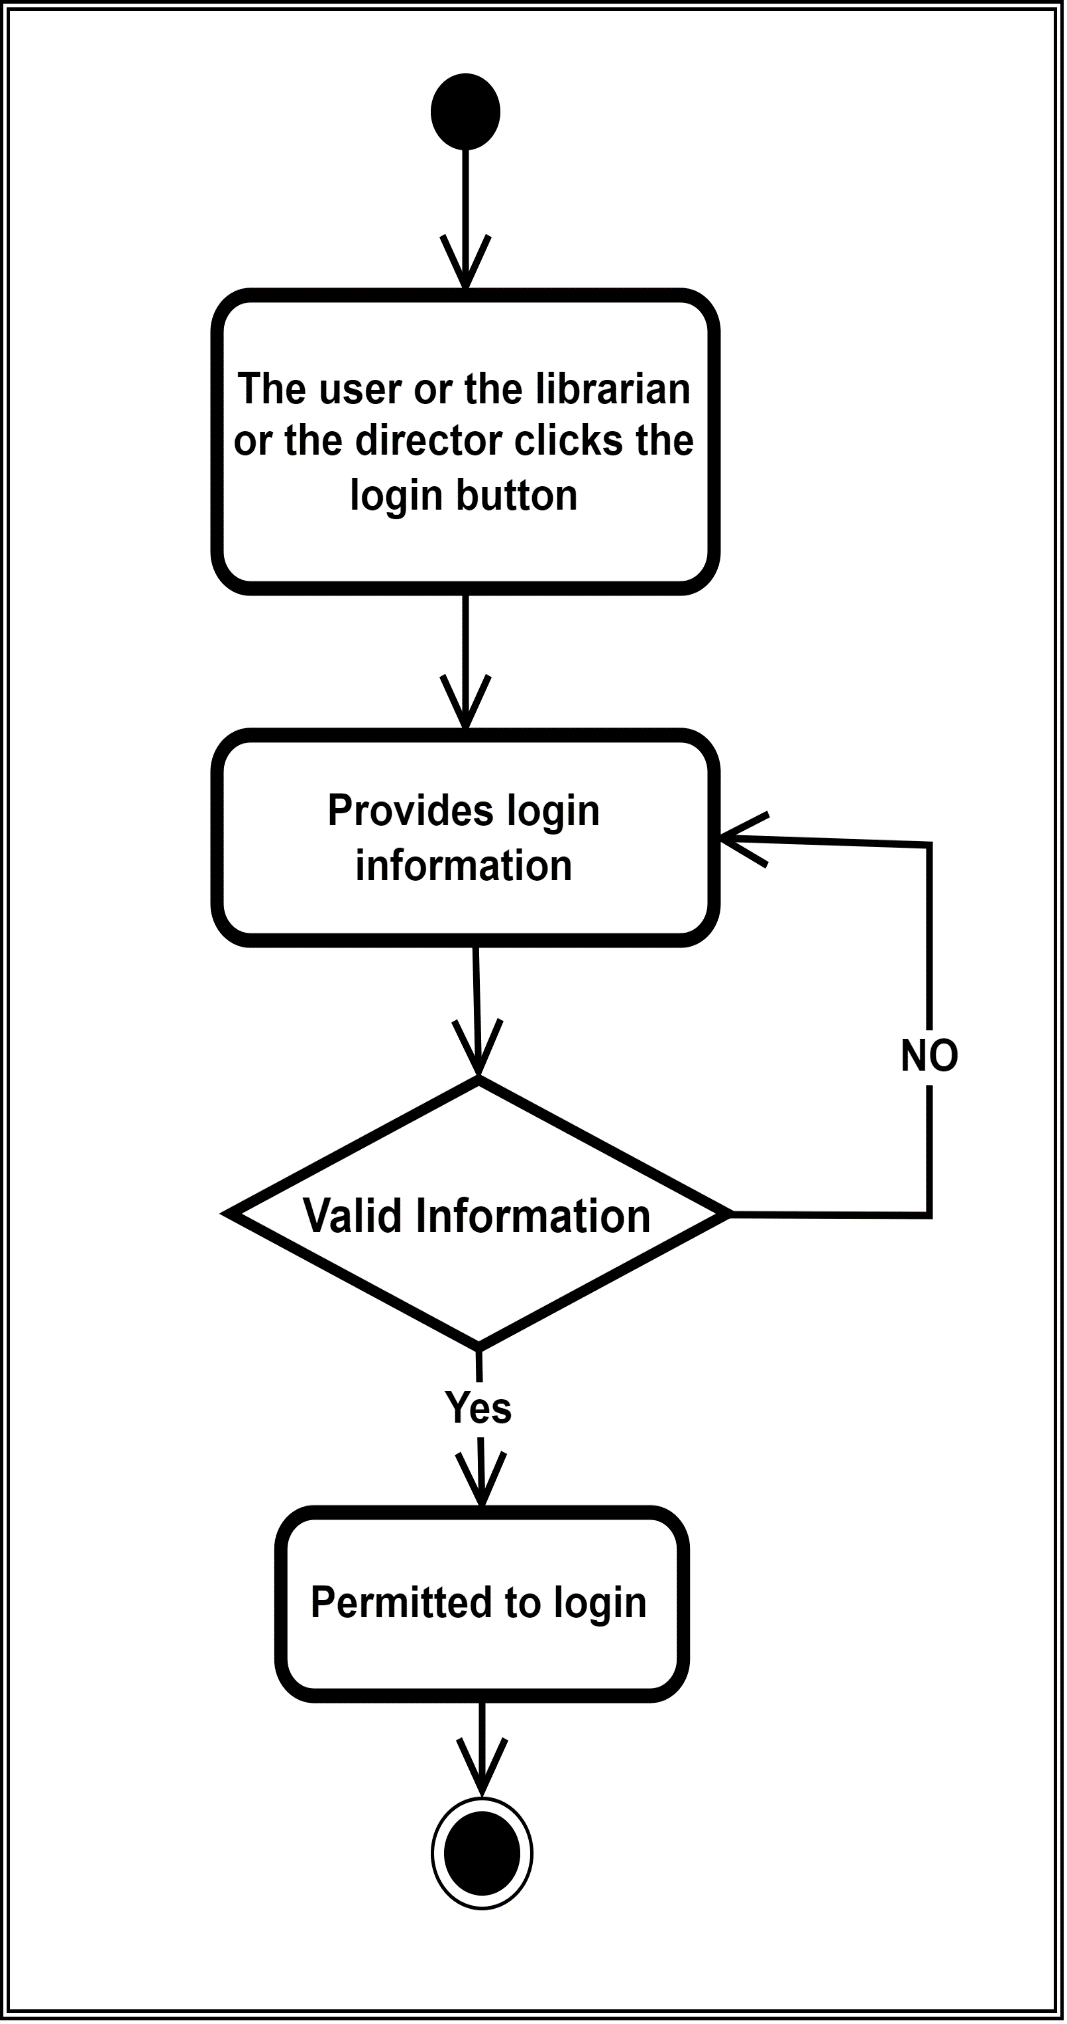 The user or the librarian
or the director clicks the
login button
Provides login
information
NO
Valid Information
Yes
Permitted to login